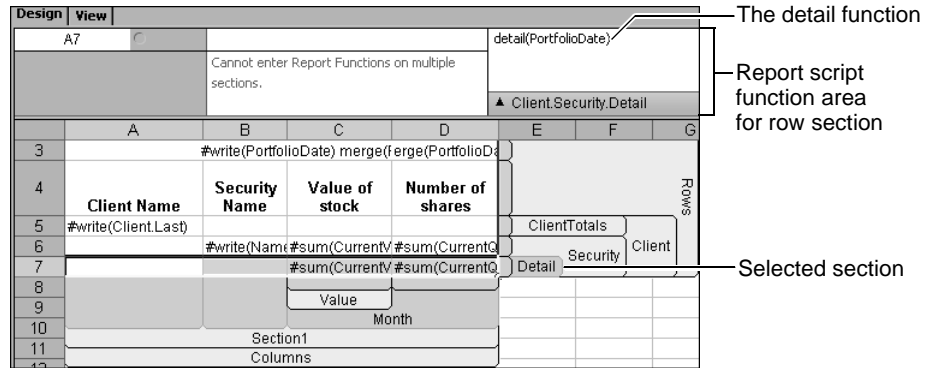 Design View
The detail function
A7
detail(PortfolioDate)
Cannot enter Report Functions on multiple
sections.
Report script
function area
for row section
▲ Client.Security.Detail
A B C D E F G
3 #write(PortfolioDate) merge(
4 Client Name
Security
Name
Value of
stock
Number of
shares
Rows
5 #write(Client.Last) ClientTotals
6 #write(Nam #sum(CurrentV #sum(CurrentQ Security Client
7 #sum(CurrentV #sum(CurrentQ Detail
Selected section
8
9 Value
10 Month
11 Section1
Columns